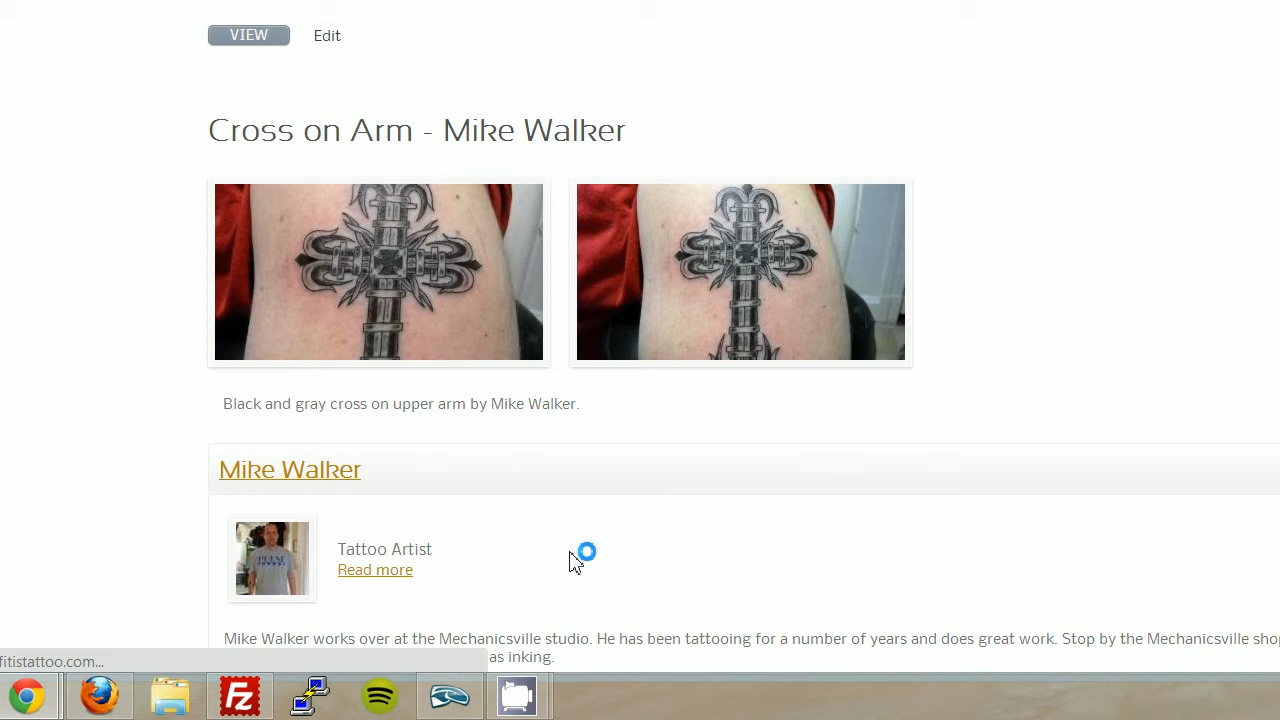 VIEW Edit
Cross on Arm - Mike Walker
Black and gray cross on upper arm by Mike Walker.
Mike Walker
Tattoo Artist
Read more
Mike Walker works over at the Mechanicsville studio. He has been tattooing for a number of years and does great work. Stop by the Mechanicsville shop
fitistattoo.com... as inking.